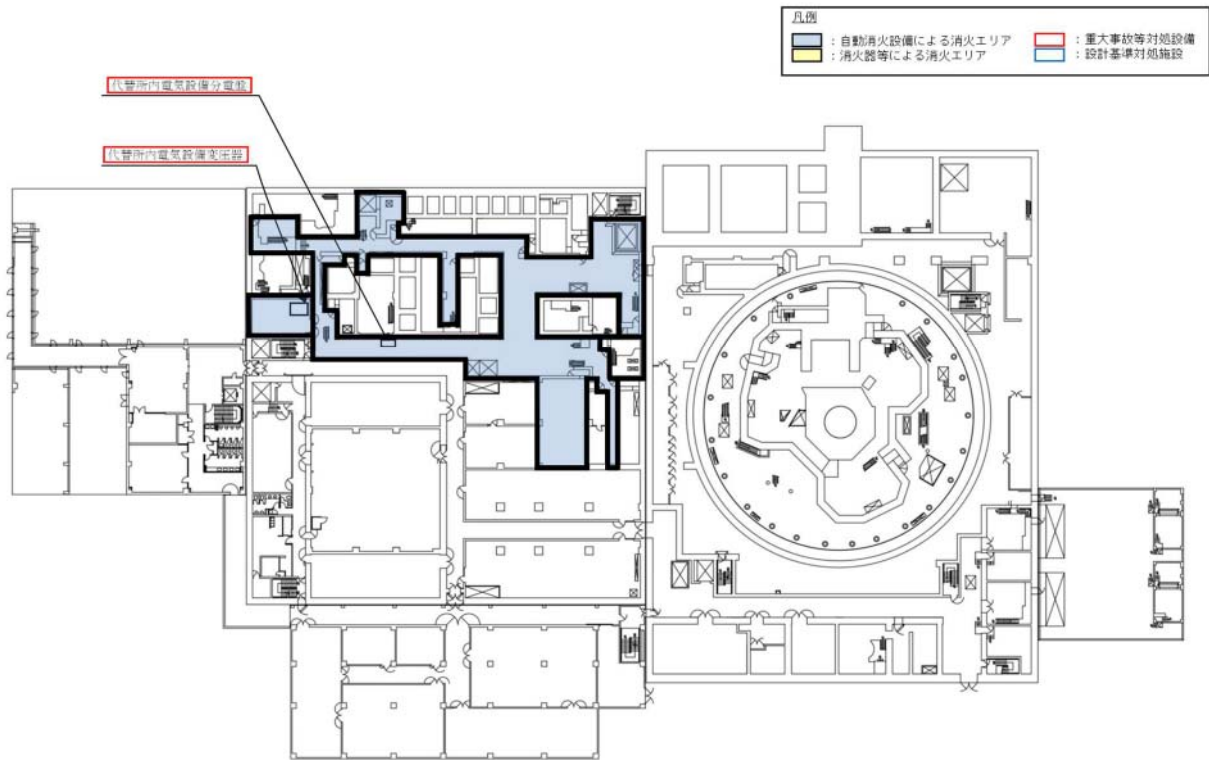 凡例
：自動消火設備による消火エリア
：消火器等による消火エリア
：重大事故等対処設備
：設計基準対処施設
代替所内電気設備分電盤
代替所内電気設備変圧器